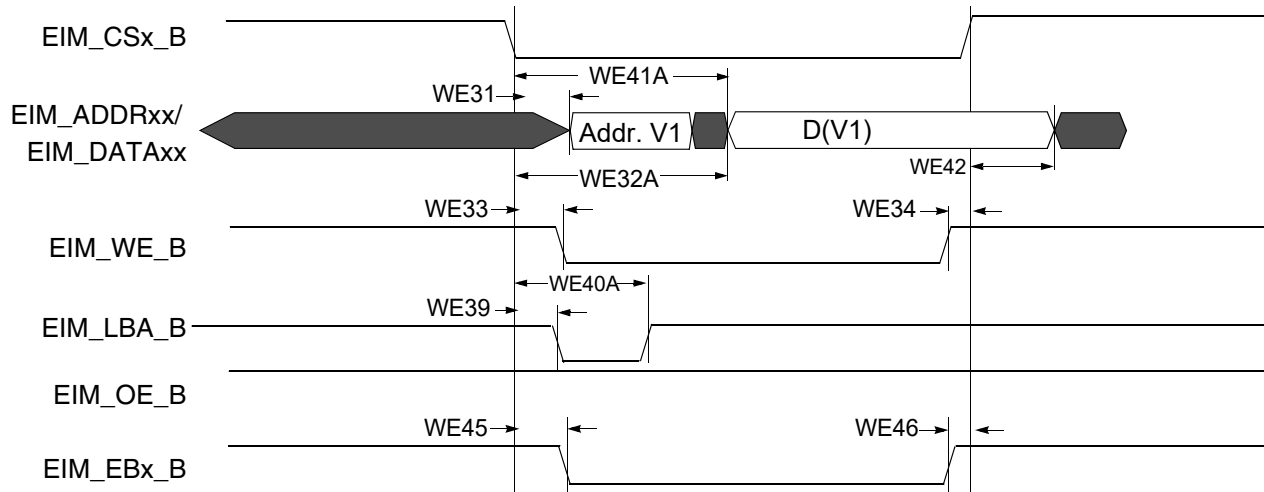 EIM_CSx_B
WE41A
WE31
EIM_ADDRxx/
EIM_DATAxx
Addr. V1
D(V1)
WE42
WE32A
WE33
WE34
EIM_WE_B
WE40A
WE39
EIM_LBA_B
EIM_OE_B
WE45
WE46
EIM_EBx_B